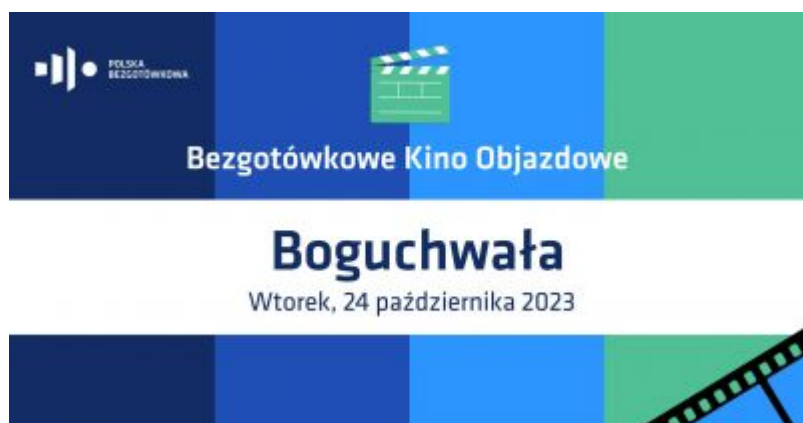 POLSKA
BEZGOTÓWKOWA
Bezgotówkowe Kino Objazdowe
Boguchwała
Wtorek, 24 października 2023